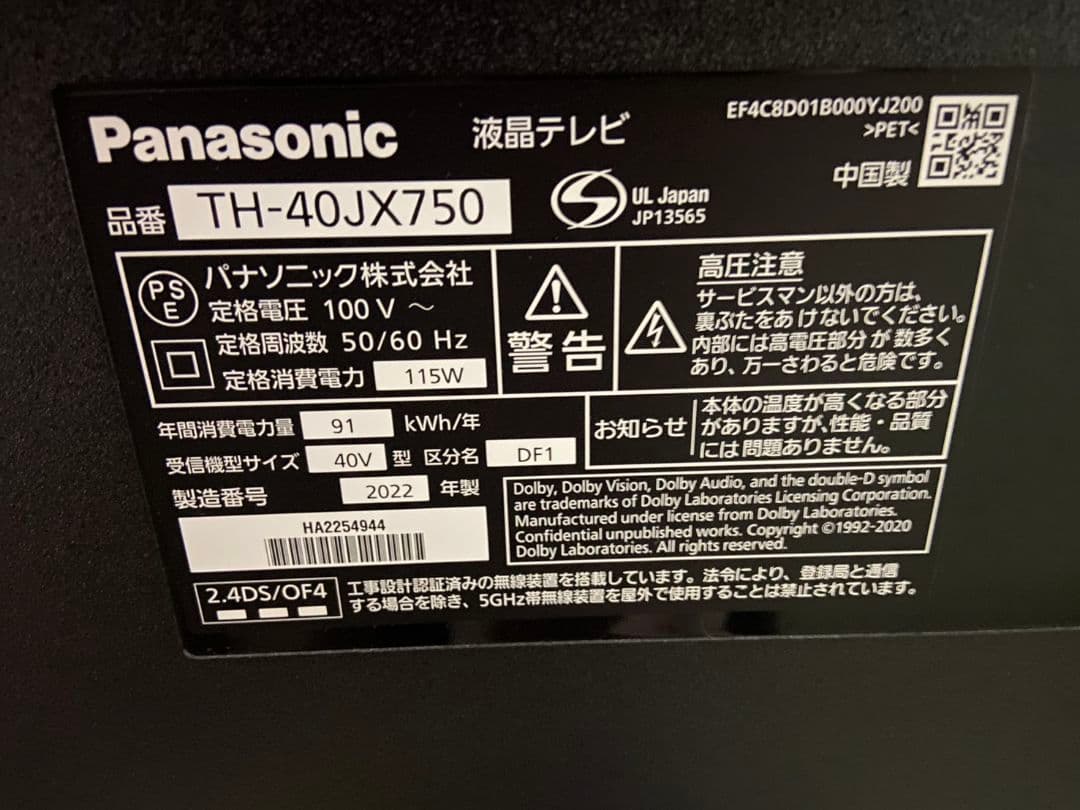 Panasonic 液晶テレビ
EF4C8D01B000YJ200
>PET<
中国製
品番 TH-40JX750
UL Japan
JP13565
PS
E
パナソニック株式会社
定格電圧 100 V ～
定格周波数 50/60 Hz
定格消費電力 115W
警告
高圧注意
サービスマン以外の方は、
裏ぶたをあけないでください。
内部には高電圧部分が数多く
あり、万一さわると危険です。
年間消費電力量 91 kWh/年
受信機型サイズ 40V 型 区分名 DF1
製造番号 2022 年製
HA2254944
お知らせ
本体の温度が高くなる部分
がありますが、性能・品質
には問題ありません。
Dolby, Dolby Vision, Dolby Audio, and the double-D symbol
are trademarks of Dolby Laboratories Licensing Corporation.
Manufactured under license from Dolby Laboratories.
Confidential unpublished works. Copyright ©1992-2020
Dolby Laboratories. All rights reserved.
2.4DS/OF4
工事設計認証済みの無線装置を搭載しています。法令により、登録局と通信
する場合を除き、5GHz帯無線装置を屋外で使用することは禁止されています。